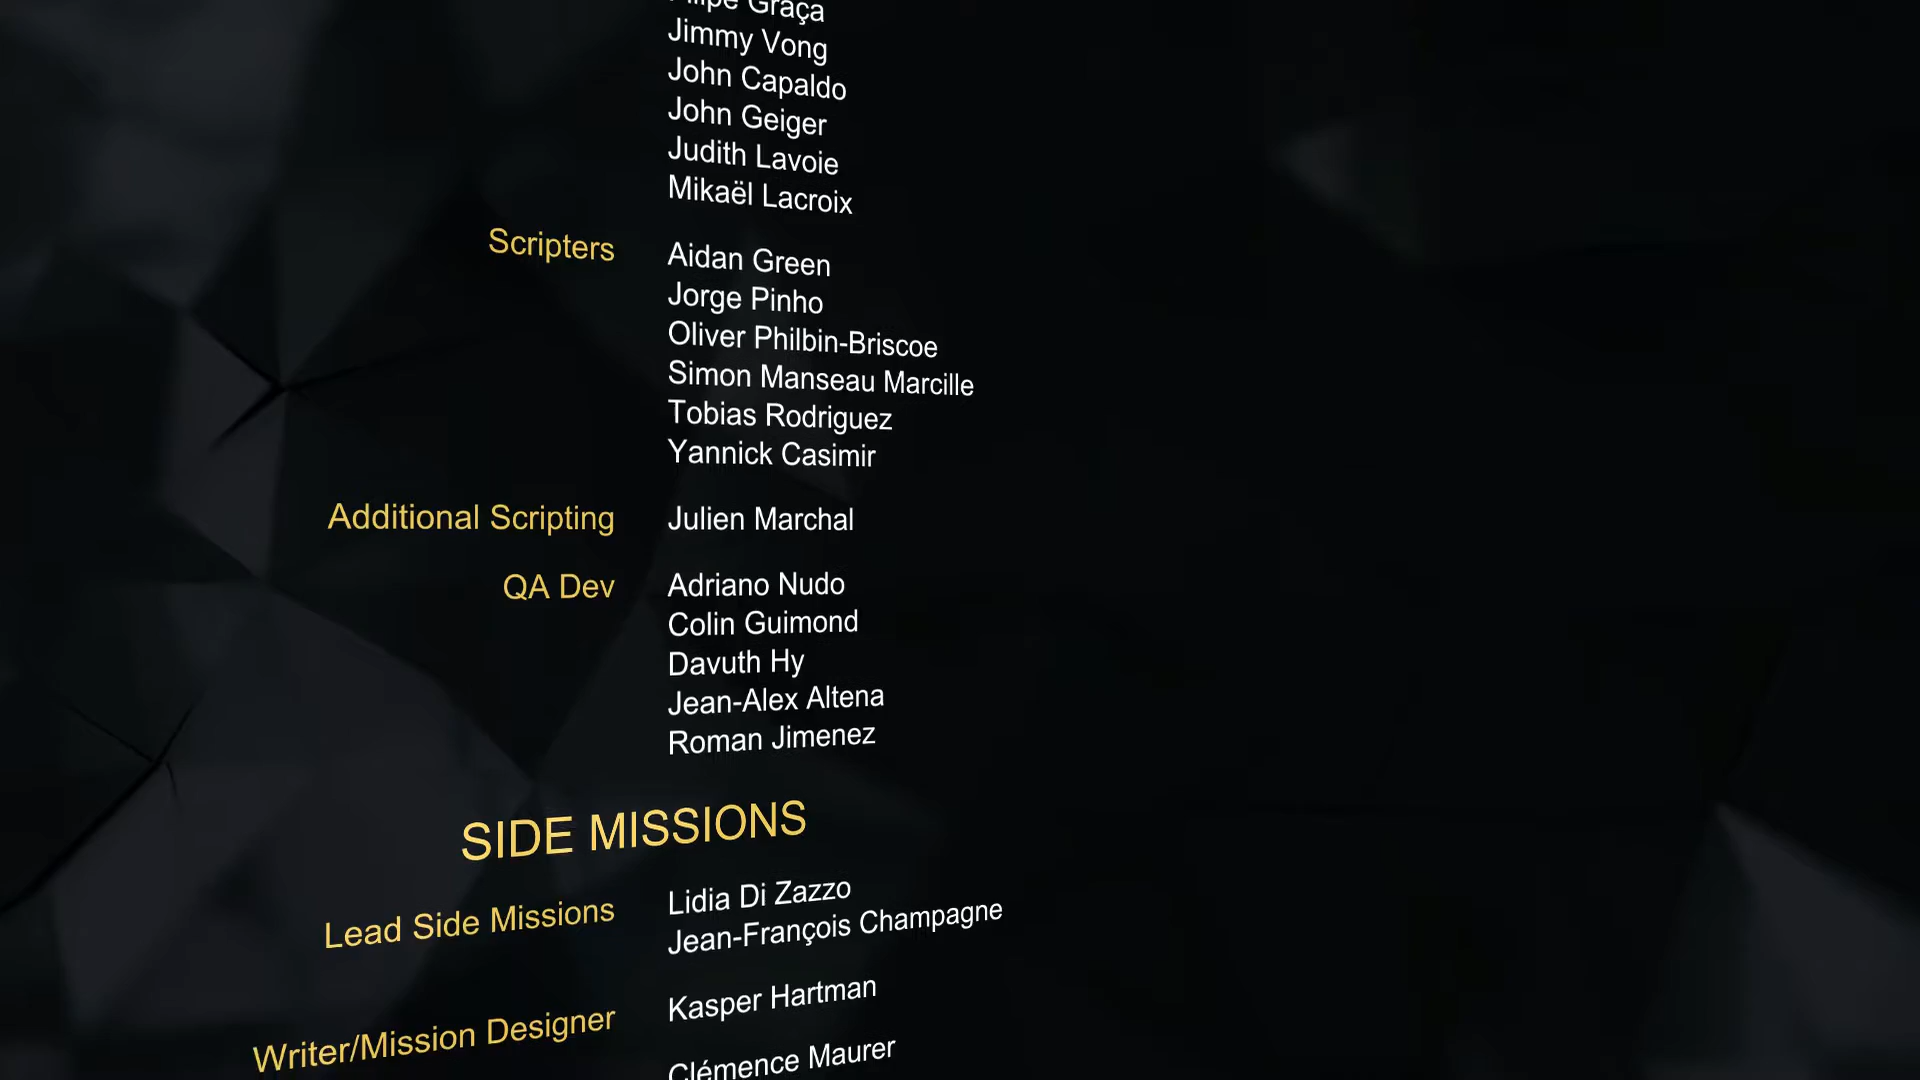 Graça
Jimmy Vong
John Capaldo
John Geiger
Judith Lavoie
Mikaël Lacroix
Scripters Aidan Green
Jorge Pinho
Oliver Philbin-Briscoe
Simon Manseau Marcille
Tobias Rodriguez
Yannick Casimir
Additional Scripting Julien Marchal
QA Dev Adriano Nudo
Colin Guimond
Davuth Hy
Jean-Alex Altena
Roman Jimenez
SIDE MISSIONS
Lead Side Missions Lidia Di Zazzo
Jean-François Champagne
Writer/Mission Designer Kasper Hartman
Clémence Maurer